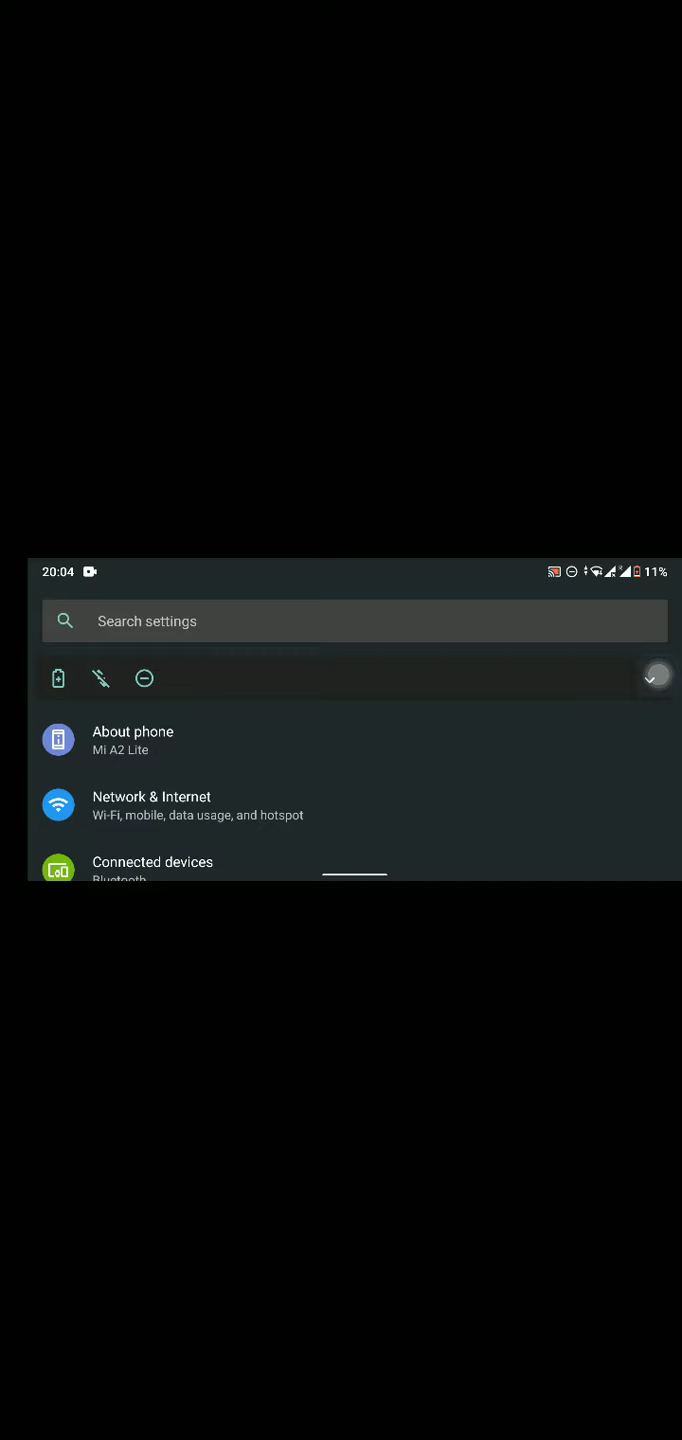 20:04
11%
Search settings
About phone
Mi A2 Lite
Network & Internet
Wi-Fi, mobile, data usage, and hotspot
Connected devices
Bluetooth